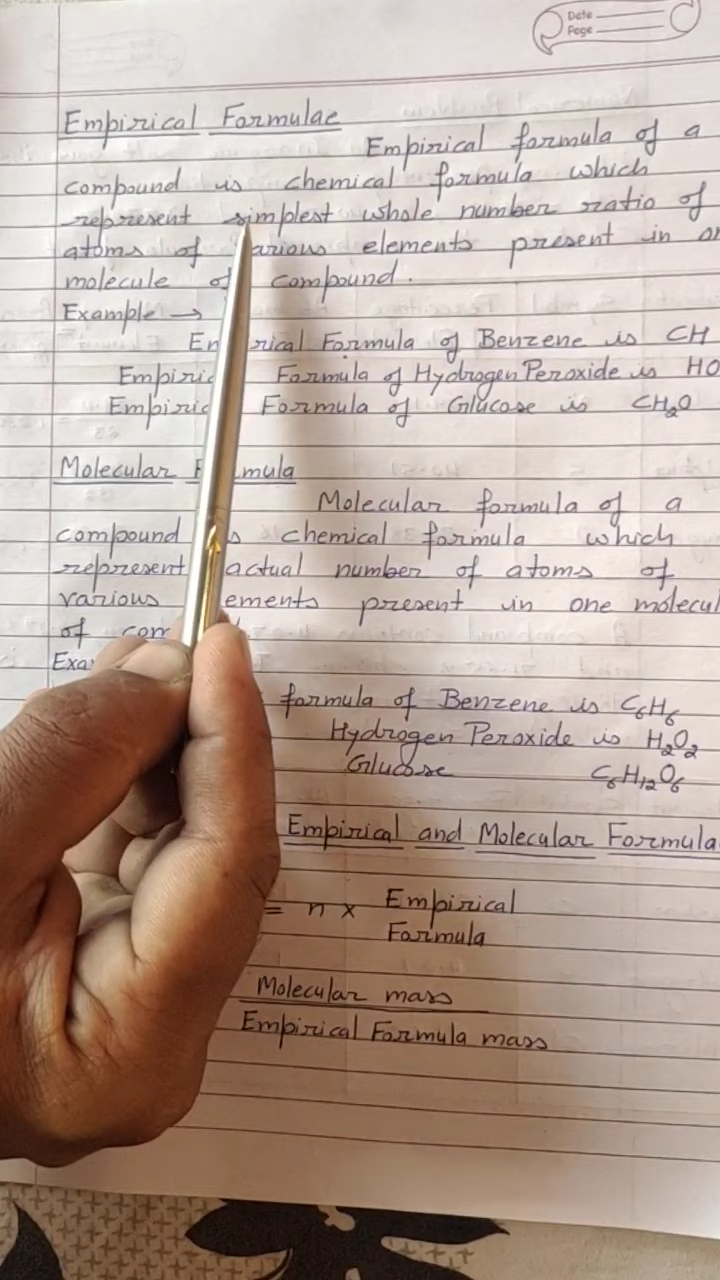 Date
Page
Empirical Formulae
Empirical formula of a
compound is chemical formula which
represent simplest whole number ratio of
atoms of various elements present in
molecule of compound.
Example →
Formula of Benzene is CH
Formula of Hydrogen Peroxide is HO
Formula of Glucose is CH₂O
Molecular
Molecular formula of a
compound is chemical formula which
represent actual number of atoms of
various present in one
of
formula of Benzene is C₆H₆
Hydrogen Peroxide is H₂O₂
Glucose C₆H₁₂O₆
Empirical and Molecular Formula
= n × Empirical
Formula
Molecular mass
Empirical Formula mass